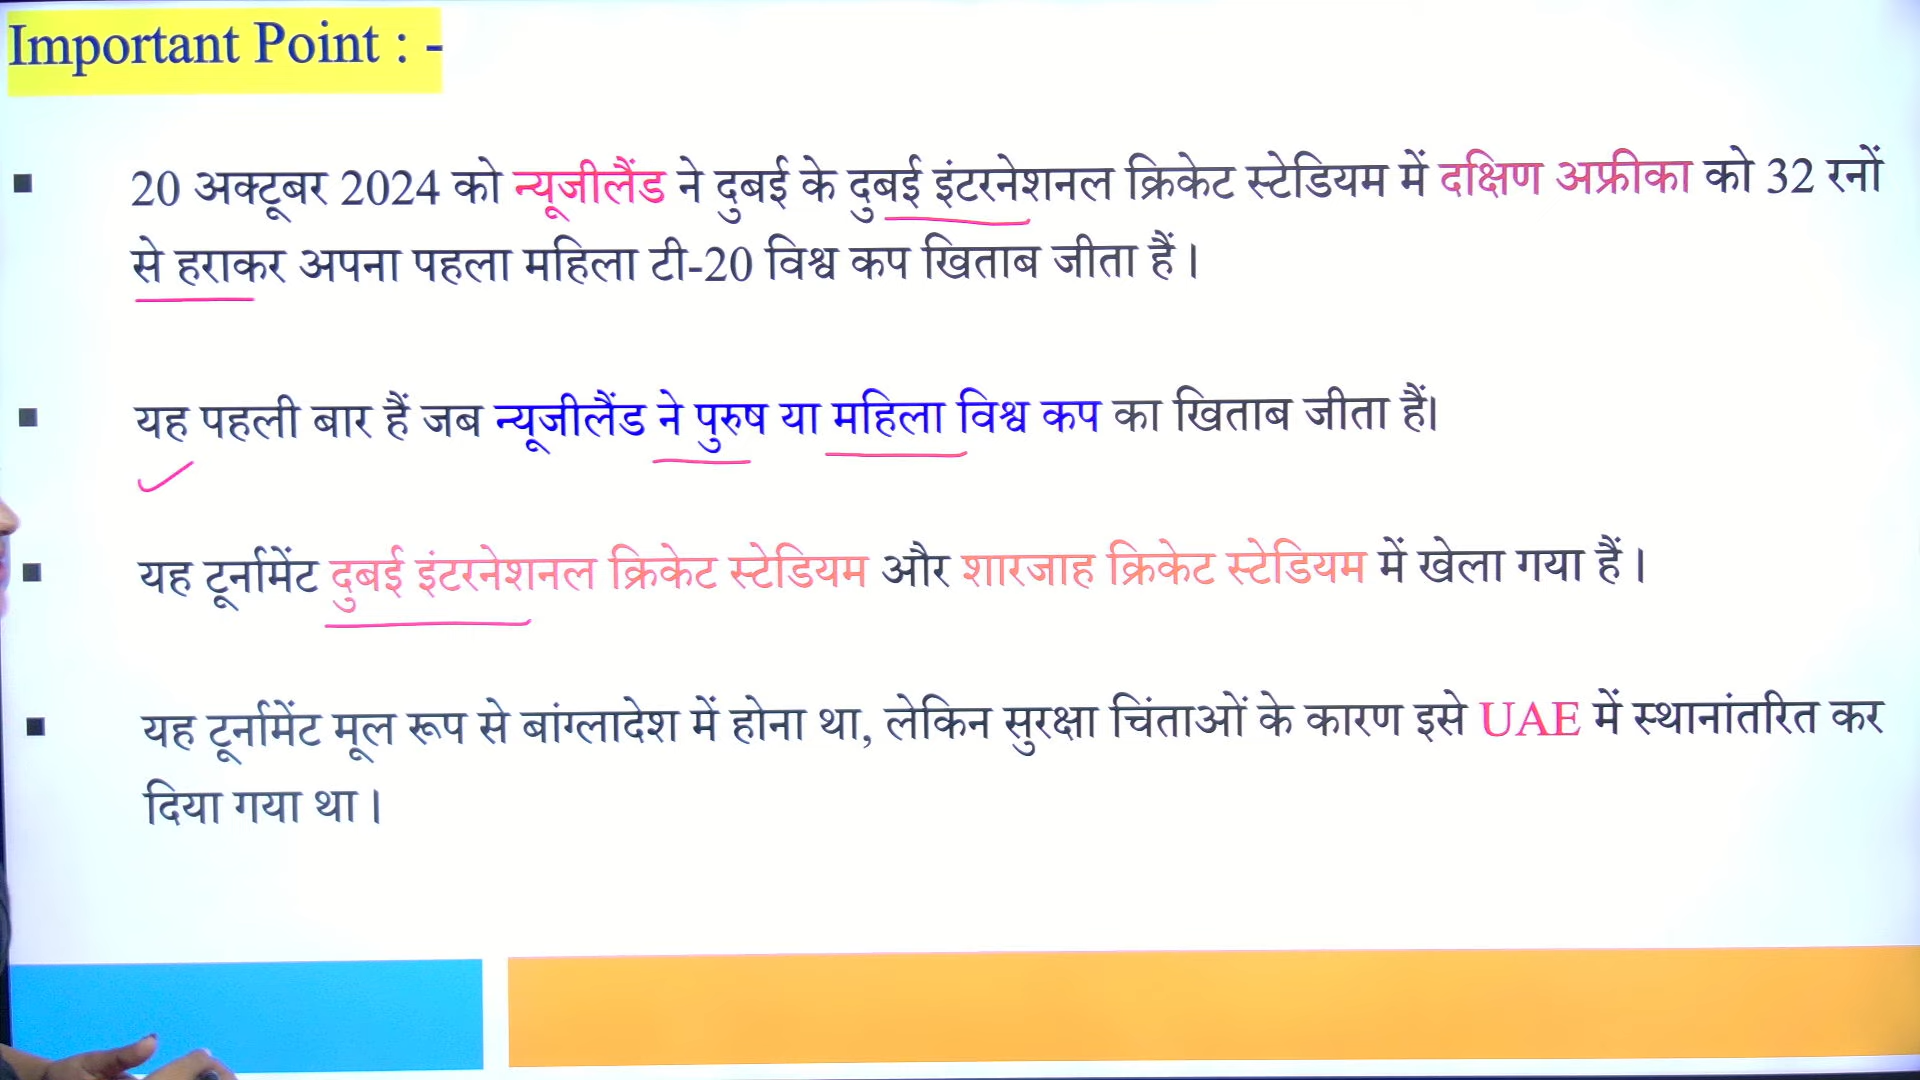 Important Point : -
▪ 20 अक्टूबर 2024 को न्यूजीलैंड ने दुबई के दुबई इंटरनेशनल क्रिकेट स्टेडियम में दक्षिण अफ्रीका को 32 रनों
से हराकर अपना पहला महिला टी-20 विश्व कप खिताब जीता हैं।
▪ यह पहली बार हैं जब न्यूजीलैंड ने पुरुष या महिला विश्व कप का खिताब जीता हैं।
▪ यह टूर्नामेंट दुबई इंटरनेशनल क्रिकेट स्टेडियम और शारजाह क्रिकेट स्टेडियम में खेला गया हैं।
▪ यह टूर्नामेंट मूल रूप से बांग्लादेश में होना था, लेकिन सुरक्षा चिंताओं के कारण इसे UAE में स्थानांतरित कर
दिया गया था।